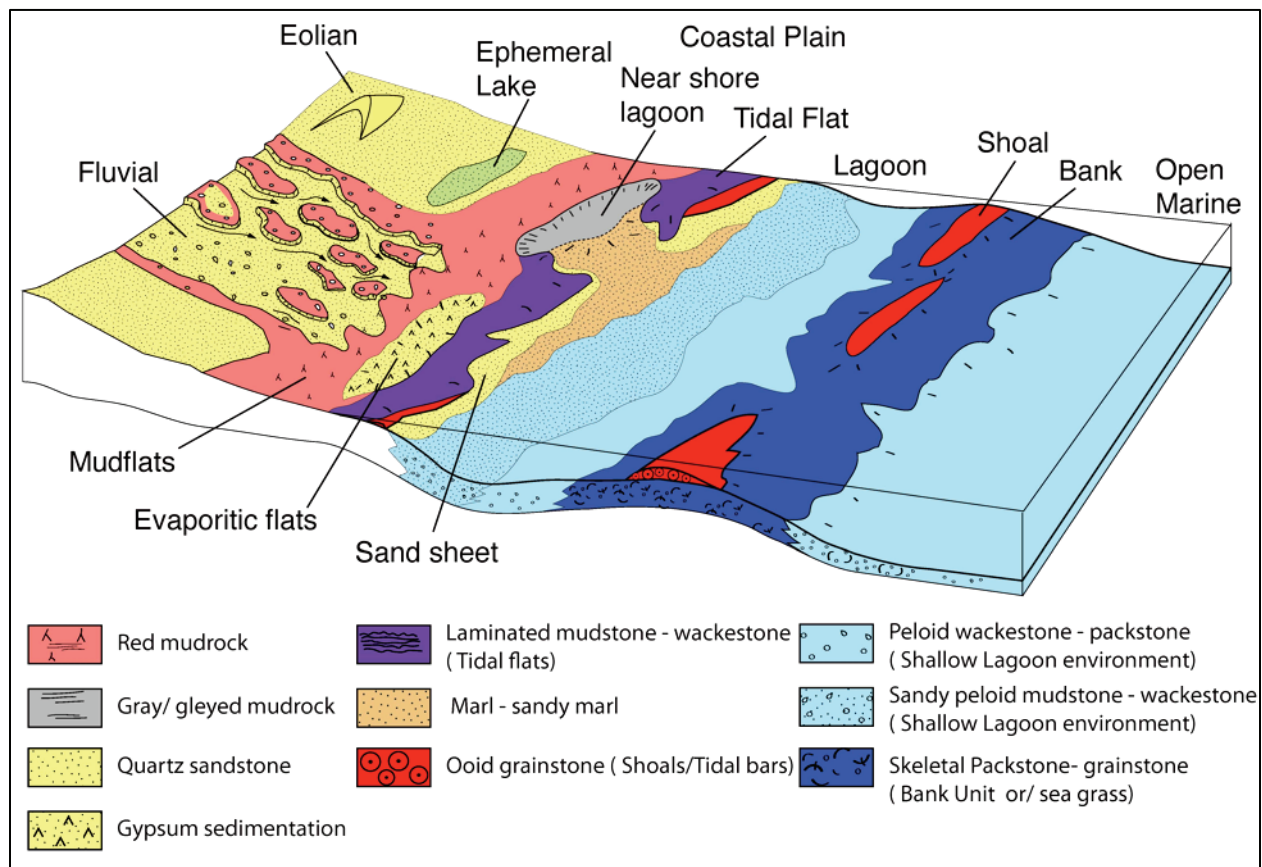 Eolian
Ephemeral
Lake
Coastal Plain
Near shore
lagoon
Tidal Flat
Lagoon
Shoal
Bank
Open
Marine
Fluvial
Mudflats
Evaporitic flats
Sand sheet
Red mudrock
Gray/ gleyed mudrock
Quartz sandstone
Gypsum sedimentation
Laminated mudstone - wackestone
( Tidal flats)
Marl - sandy marl
Ooid grainstone ( Shoals/Tidal bars)
Peloid wackestone - packstone
( Shallow Lagoon environment)
Sandy peloid mudstone - wackestone
( Shallow Lagoon environment)
Skeletal Packstone- grainstone
( Bank Unit or/ sea grass)